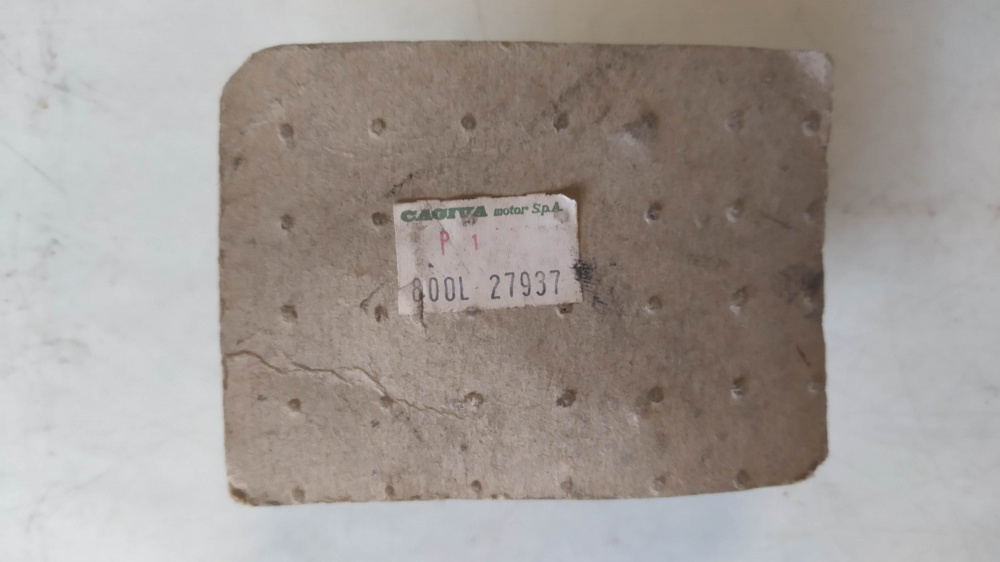 CAGIVA motor S.p.A.
P 1
800L 27937